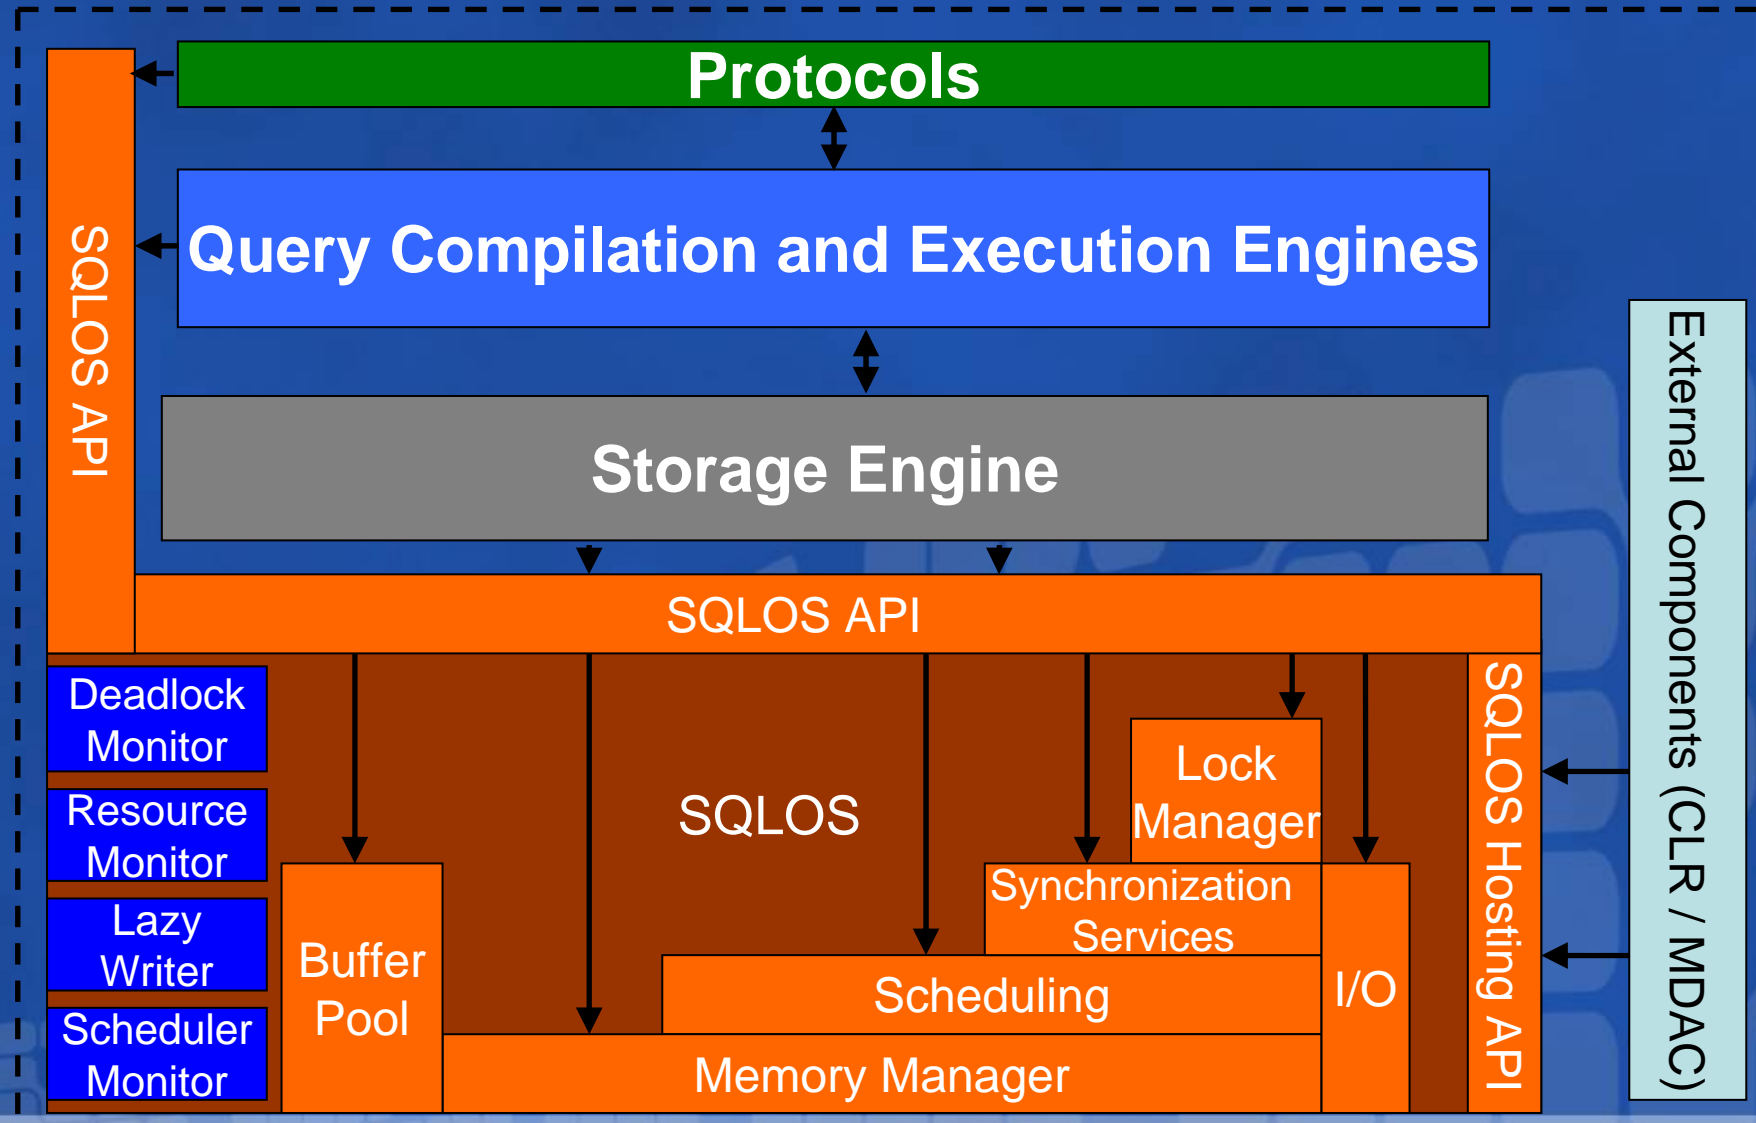 Protocols
SQLOS API
Query Compilation and Execution Engines
Storage Engine
External Components (CLR / MDAC)
SQLOS API
Deadlock
Monitor
Resource
Monitor
Lazy
Writer
Scheduler
Monitor
SQLOS
Buffer
Pool
Lock
Manager
Synchronization
Services
Scheduling
I/O
Memory Manager
SQLOS Hosting API